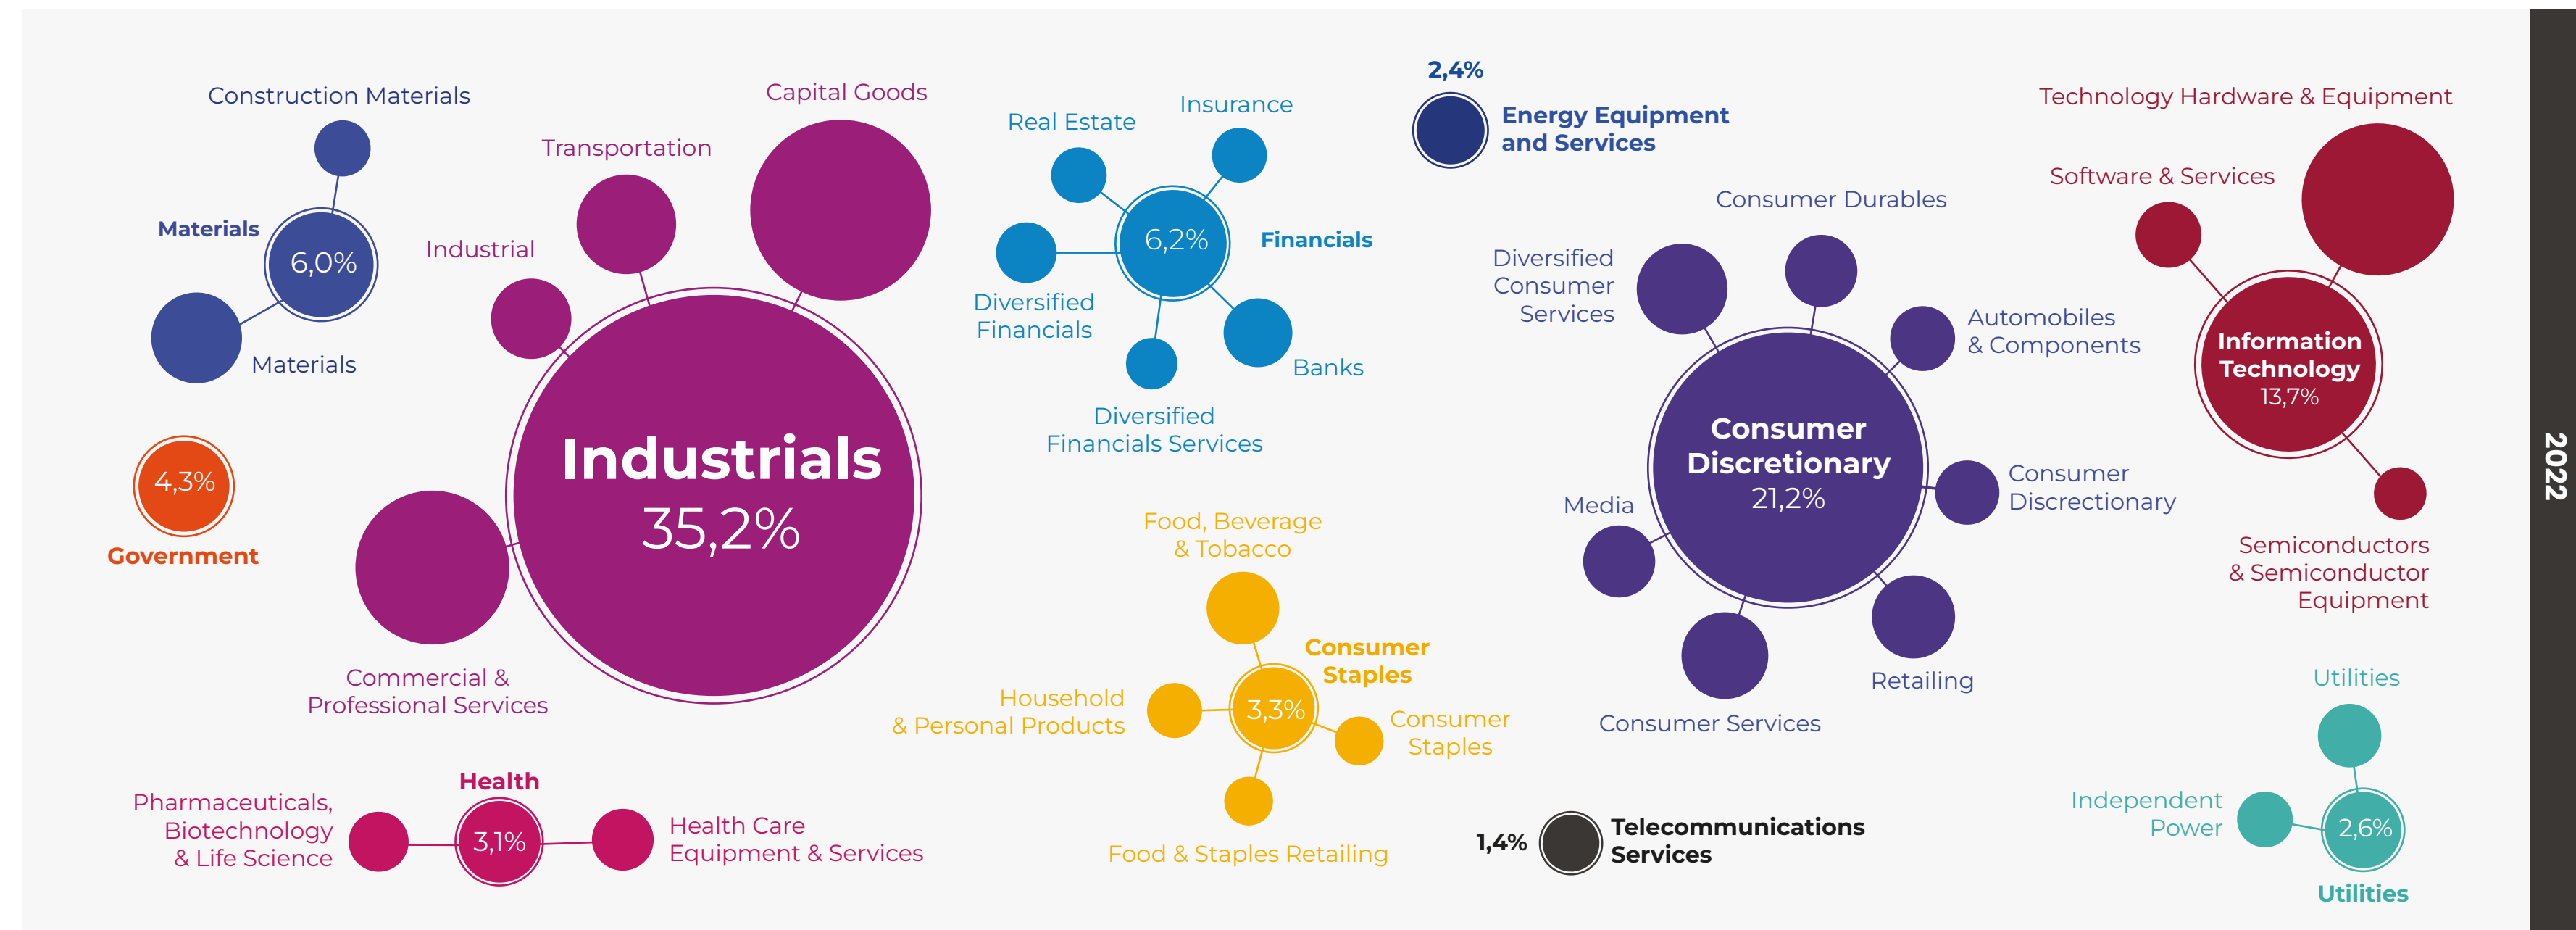 Construction Materials
Materials
6,0%
Materials
4,3%
Government
Capital Goods
Transportation
Industrial
Industrials
35,2%
Commercial &
Professional Services
Health
Pharmaceuticals,
Biotechnology
& Life Science
3,1%
Health Care
Equipment & Services
Insurance
Real Estate
6,2%
Financials
Diversified
Financials
Banks
Diversified
Financials Services
Food, Beverage
& Tobacco
Consumer
Staples
Household
& Personal Products
3,3%
Consumer
Staples
Food & Staples Retailing
2,4%
Energy Equipment
and Services
Consumer Durables
Diversified
Consumer
Services
Automobiles
& Components
Consumer
Discretionary
21,2%
Media
Consumer
Discrectionary
Retailing
Consumer Services
1,4%
Telecommunications
Services
Technology Hardware & Equipment
Software & Services
Information
Technology
13,7%
Semiconductors
& Semiconductor
Equipment
Utilities
Independent
Power
2,6%
Utilities
2022